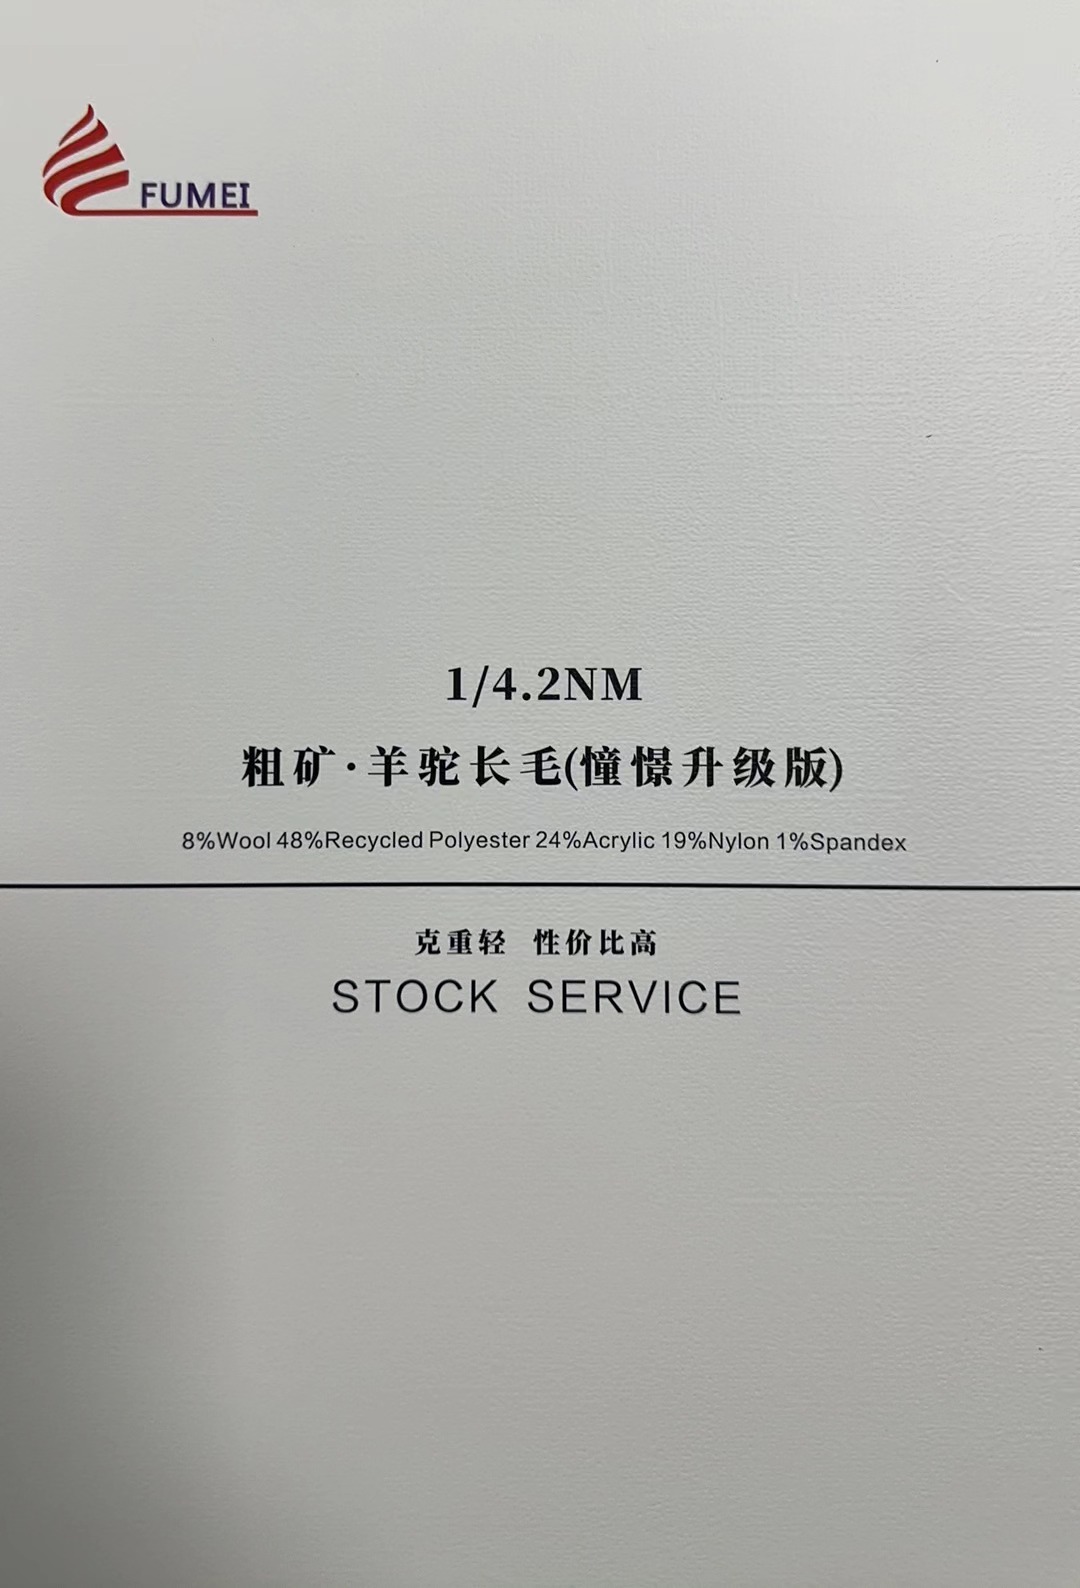 FUMEI
1/4.2NM
粗矿·羊驼长毛(憧憬升级版)
8%Wool 48%Recycled Polyester 24%Acrylic 19%Nylon 1%Spandex
克重轻 性价比高
STOCK SERVICE